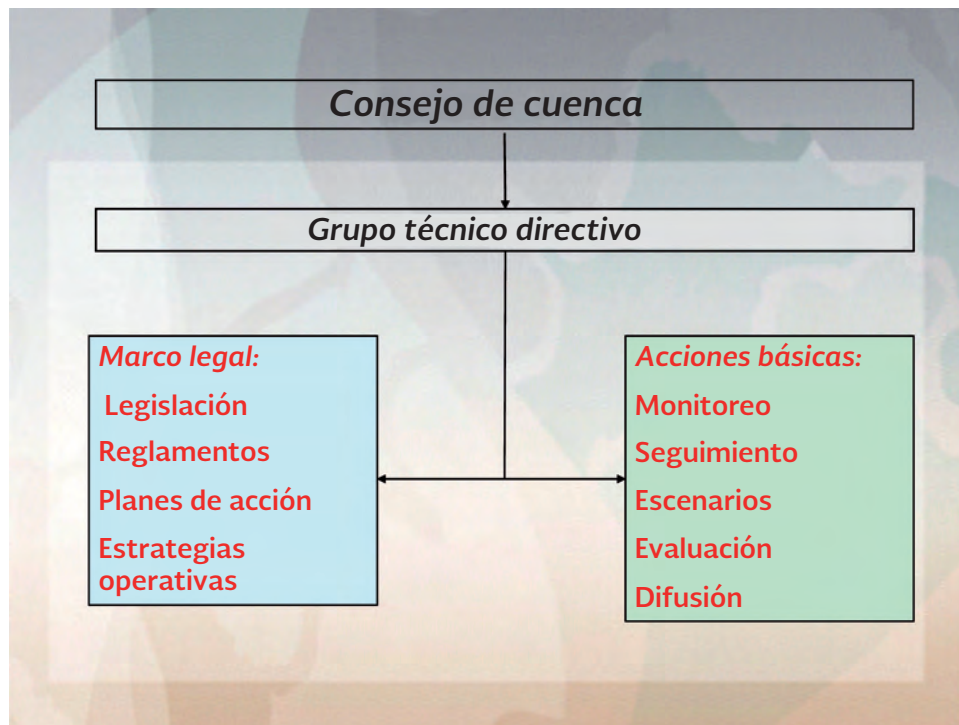 Consejo de cuenca
Grupo técnico directivo
Marco legal:
Legislación
Reglamentos
Planes de acción
Estrategias
operativas
Acciones básicas:
Monitoreo
Seguimiento
Escenarios
Evaluación
Difusión